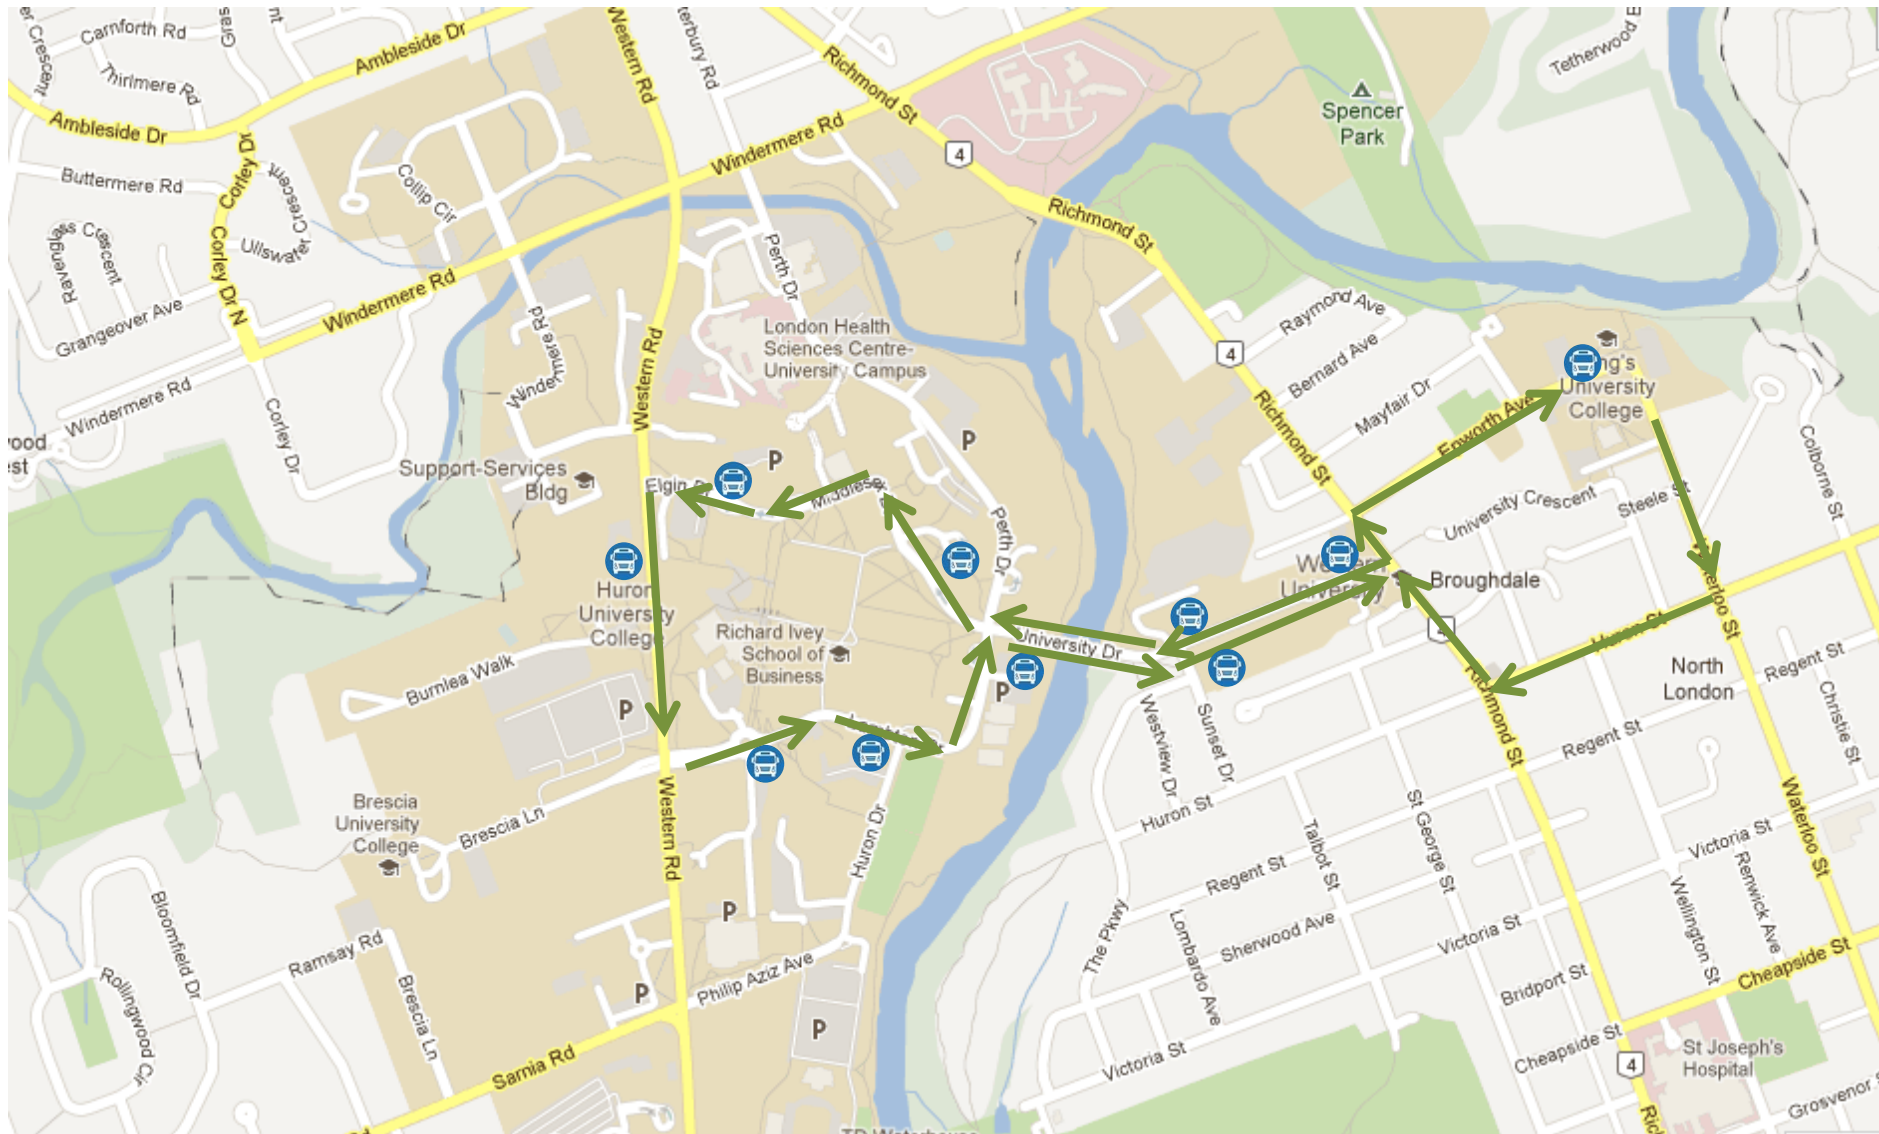 Carnforth Rd
Thirlmere Rd
Ambleside Dr
Ambleside Dr
Buttermere Rd
Corley Dr
Crescent
Ullswater Crescent
Crescent
Corley Dr N
Grangeover Ave
Windermere Rd
Windermere Rd
Corley Dr
Collip Cir
Western Rd
Windermere Rd
Richmond St
4
Spencer
Park
Tetherwood
Richmond St
Perth Dr
London Health
Sciences Centre-
University Campus
Western Rd
4
Raymond Ave
Bernard Ave
Mayfair Dr
Richmond St
Epworth Ave
University
College
Colborne St
Support-Services
Bldg
P
P
Elgin Dr
Perth Dr
University Crescent
Steele St
Broughdale
Western
University
Huron
University
College
Richard Ivey
School of
Business
University Dr
4
Huron St
Waterloo St
North
London
Regent St
Christie St
Burnlea Walk
P
P
Richmond St
Regent St
Westview Dr
Sunset Dr
Huron St
Brescia
University
College
Brescia Ln
Western Rd
Huron Dr
Talbot St
St George St
Waterloo St
Victoria St
Renwick Ave
Wellington St
Regent St
Sherwood Ave
Victoria St
The Pkwy
Lombardo Ave
Bloomfield Dr
Ramsay Rd
Brescia Ln
Rollingwood Cir
P
P
P
Philip Aziz Ave
Sarnia Rd
Bridport St
Cheapside St
Cheapside St
Victoria St
4
St Joseph's
Hospital
Grosvenor